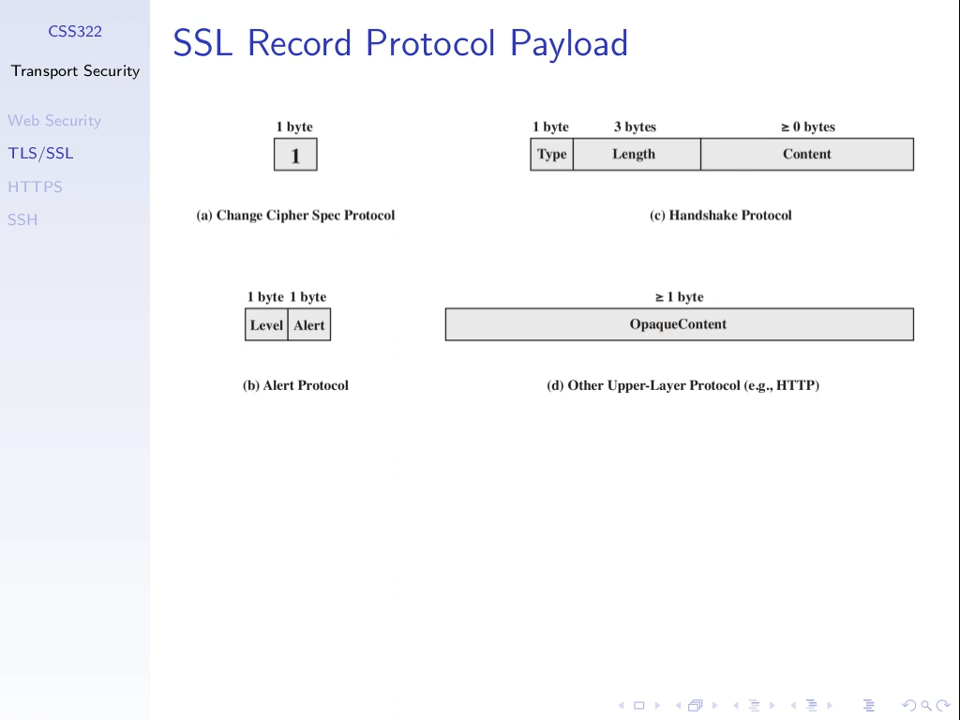 CSS322
Transport Security
Web Security
TLS/SSL
HTTPS
SSH
SSL Record Protocol Payload
1 byte
1
(a) Change Cipher Spec Protocol
1 byte 3 bytes ≥ 0 bytes
Type Length Content
(c) Handshake Protocol
1 byte 1 byte
Level Alert
(b) Alert Protocol
≥ 1 byte
OpaqueContent
(d) Other Upper-Layer Protocol (e.g., HTTP)